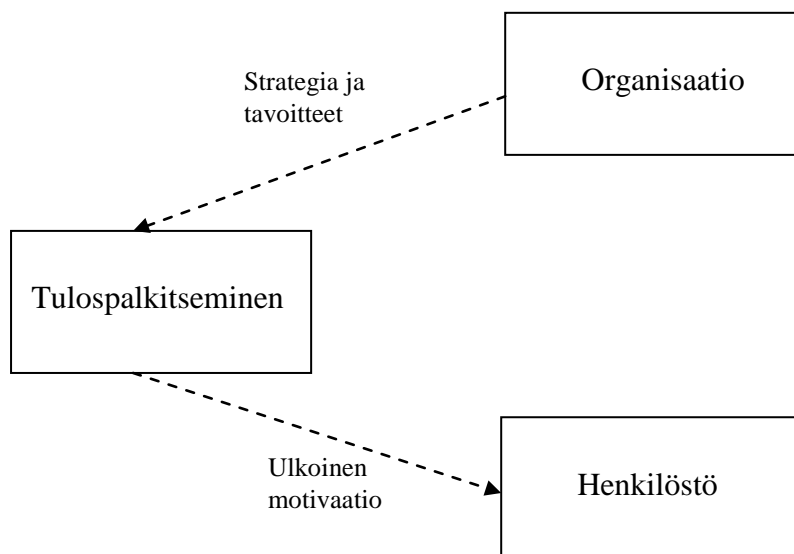 Strategia ja
tavoitteet
Organisaatio
Tulospalkitseminen
Ulkoinen
motivaatio
Henkilöstö